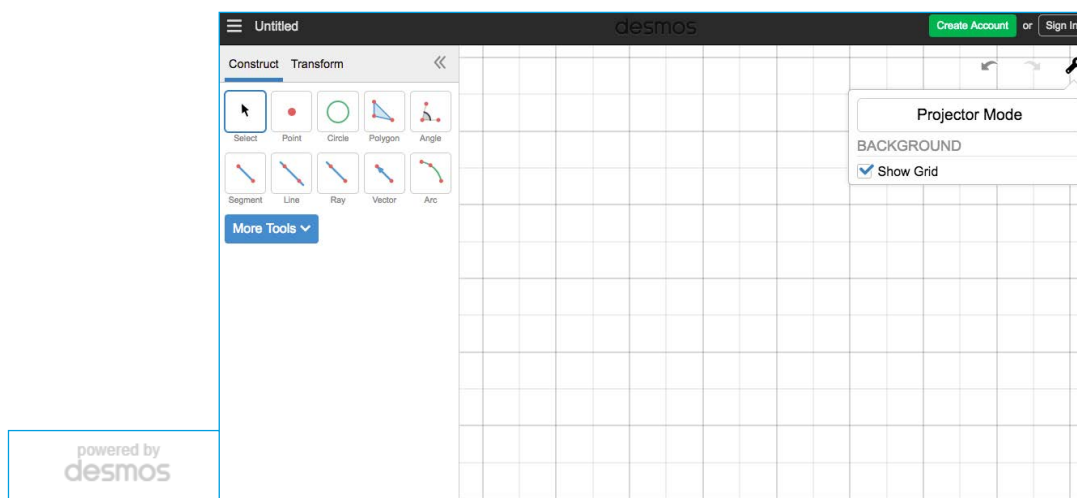 Untitled
desmos
Create Account or Sign In
Construct Transform
Projector Mode
BACKGROUND
Show Grid
Select Point Circle Polygon Angle
Segment Line Ray Vector Arc
More Tools
powered by
desmos